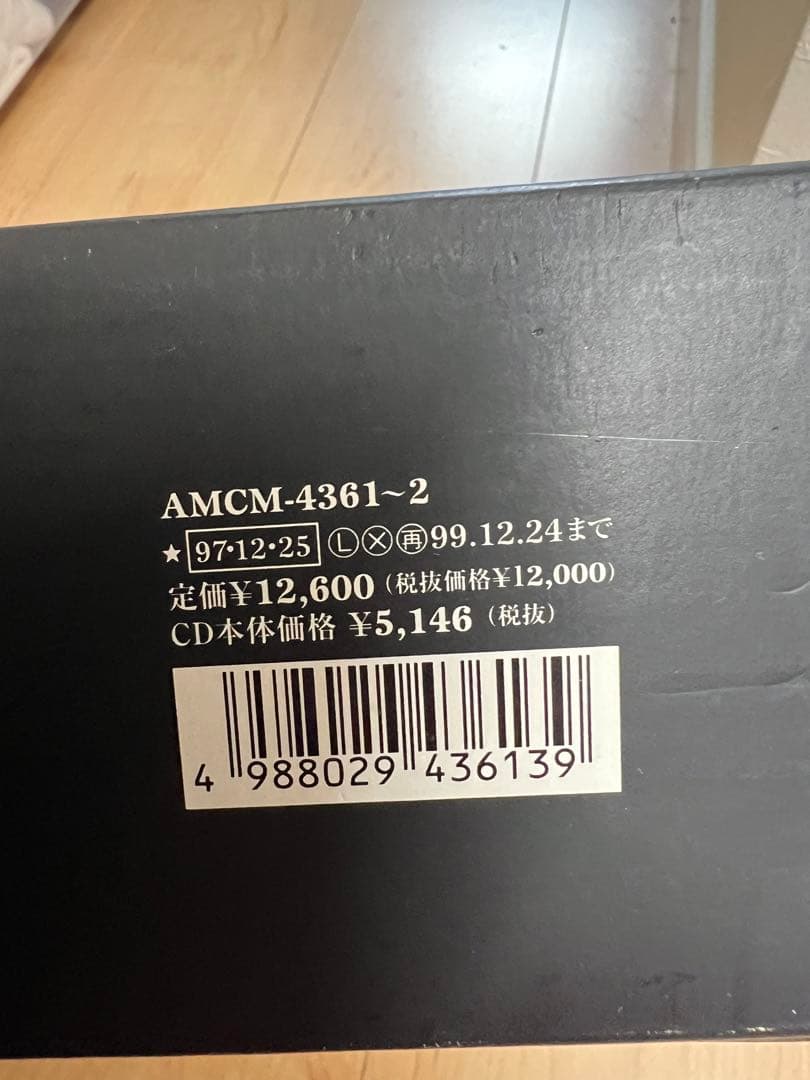 AMCM-4361~2
★ 97・12・25 Ⓛ Ⓧ ㊞99.12.24まで
定価¥12,600（税抜価格¥12,000）
CD本体価格 ¥5,146（税抜）
4 988029 436139